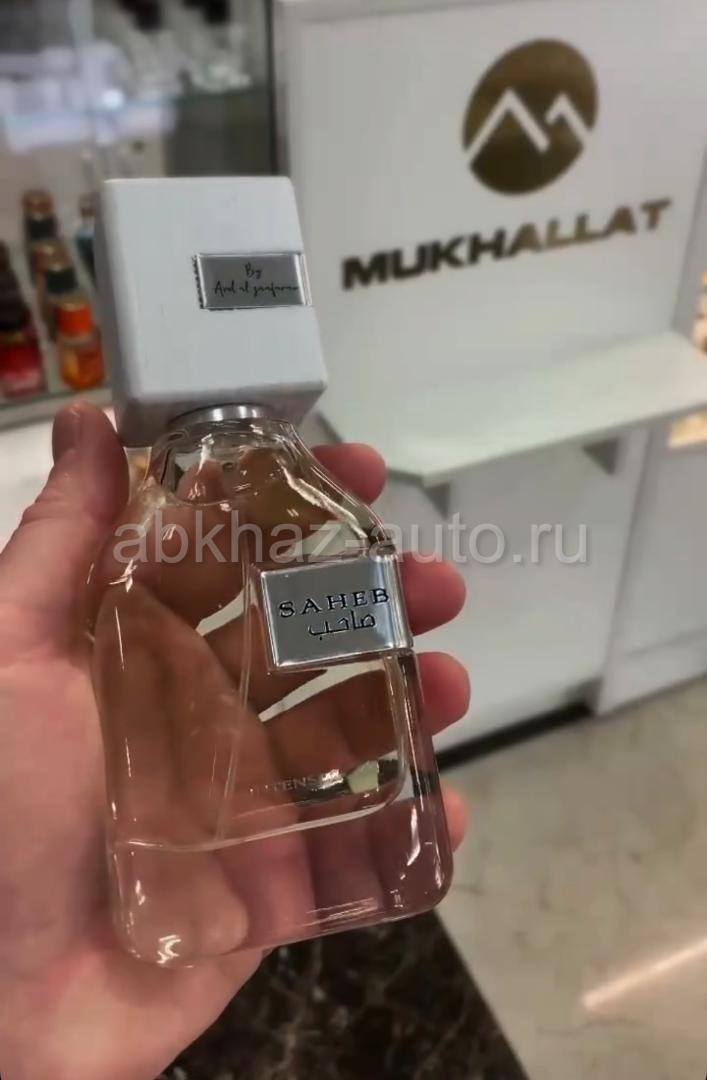 MUKHALLAT
By
Ard al zaafaran
SAHEB
صاحب
abkhaz-auto.ru